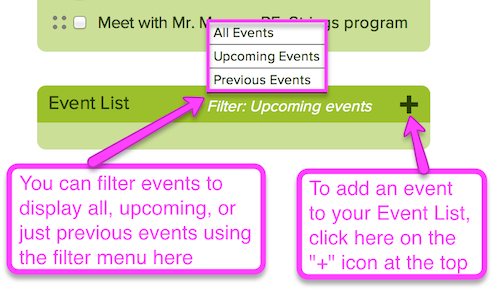 Meet with Mr. Strings program
All Events
Upcoming Events
Previous Events
Event List
Filter: Upcoming events
You can filter events to
display all, upcoming, or
just previous events using
the filter menu here
To add an event
to your Event List,
click here on the
"+" icon at the top